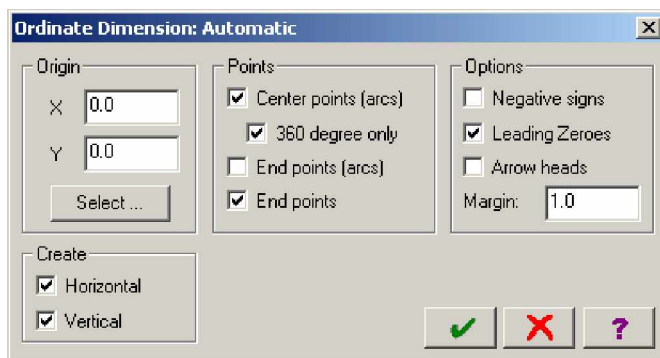 Ordinate Dimension: Automatic
Origin
X 0.0
Y 0.0
Select ...
Points
Center points (arcs)
360 degree only
End points (arcs)
End points
Options
Negative signs
Leading Zeroes
Arrow heads
Margin: 1.0
Create
Horizontal
Vertical
?